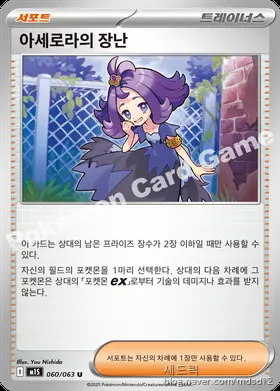 서포트
트레이너스
아세로라의 장난
Pokémon Card Game
이 카드는 상대의 남은 프라이즈 장수가 2장 이하일 때만 사용할 수 있다.
자신의 필드의 포켓몬을 1마리 선택한다. 상대의 다음 차례에 그
포켓몬은 상대의 「포켓몬 ex」로부터 기술의 데미지나 효과를 받지
않는다.
Illus. Yuu Nishida
m1S 060/063 U
서포트는 자신의 차례에 1장만 사용할 수 있다.